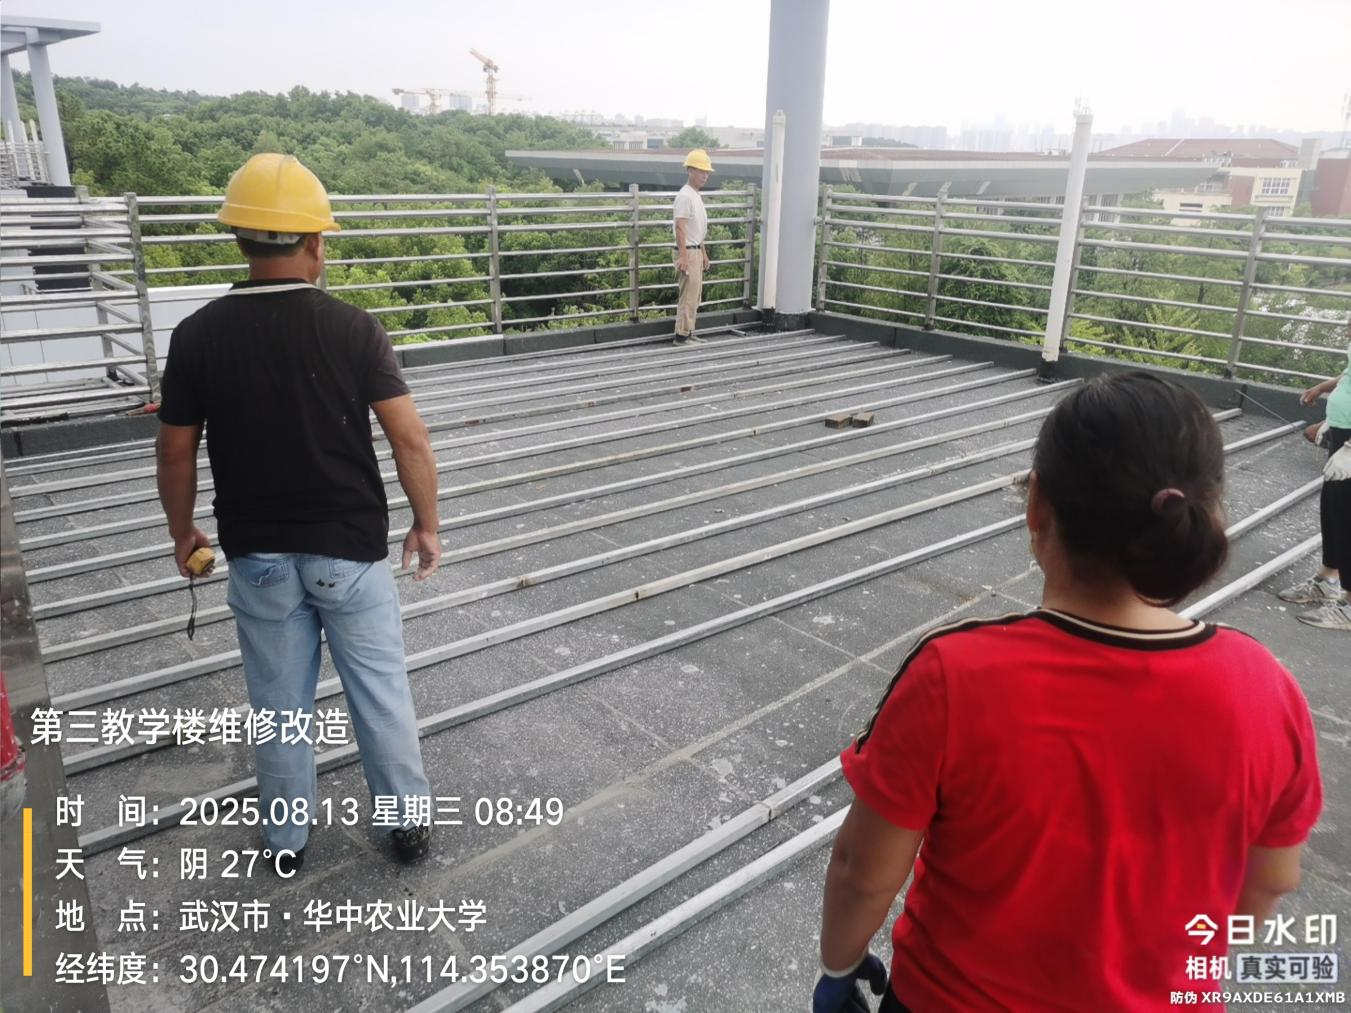 第三教学楼维修改造
时 间：2025.08.13 星期三 08:49
天 气：阴 27°C
地 点：武汉市·华中农业大学
经纬度：30.474197°N,114.353870°E
今日水印
相机 真实可验
防伪 XR9AXDE61A1XMB